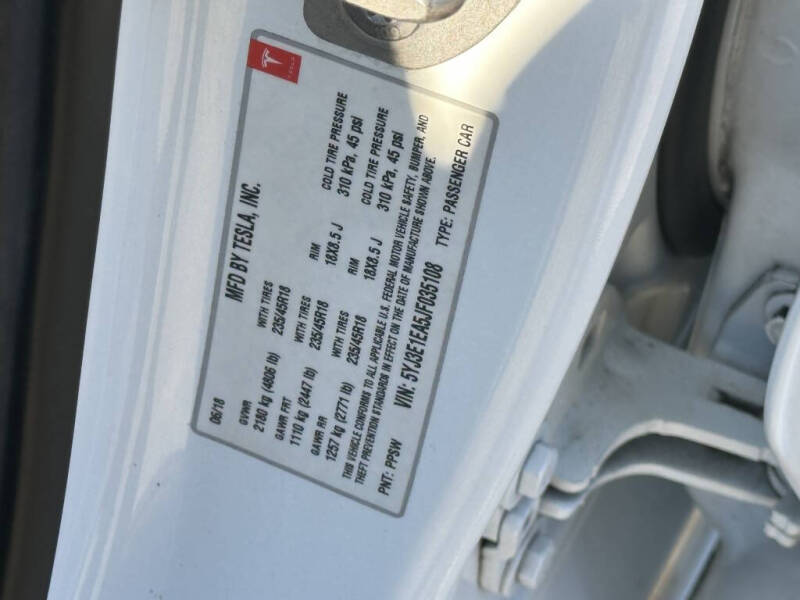 TESLA
MFD BY TESLA, INC.
06/18
GVWR
2180 kg (4806 lb)
WITH TIRES
235/45R18
RIM
18X8.5 J
COLD TIRE PRESSURE
310 kPa, 45 psi
GAWR FRT
1110 kg (2447 lb)
WITH TIRES
235/45R18
RIM
18X8.5 J
COLD TIRE PRESSURE
310 kPa, 45 psi
GAWR RR
1257 kg (2771 lb)
THIS VEHICLE CONFORMS TO ALL APPLICABLE U.S. FEDERAL MOTOR VEHICLE SAFETY, BUMPER, AND
THEFT PREVENTION STANDARDS IN EFFECT ON THE DATE OF MANUFACTURE SHOWN ABOVE.
PNT: PPSW VIN: 5YJ3E1EA5JF035108 TYPE: PASSENGER CAR